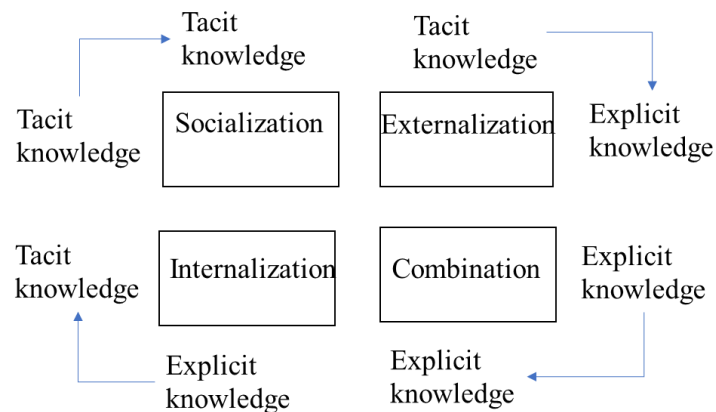 Tacit
knowledge
Tacit
knowledge
Tacit
knowledge
Socialization
Externalization
Explicit
knowledge
Tacit
knowledge
Internalization
Combination
Explicit
knowledge
Explicit
knowledge
Explicit
knowledge